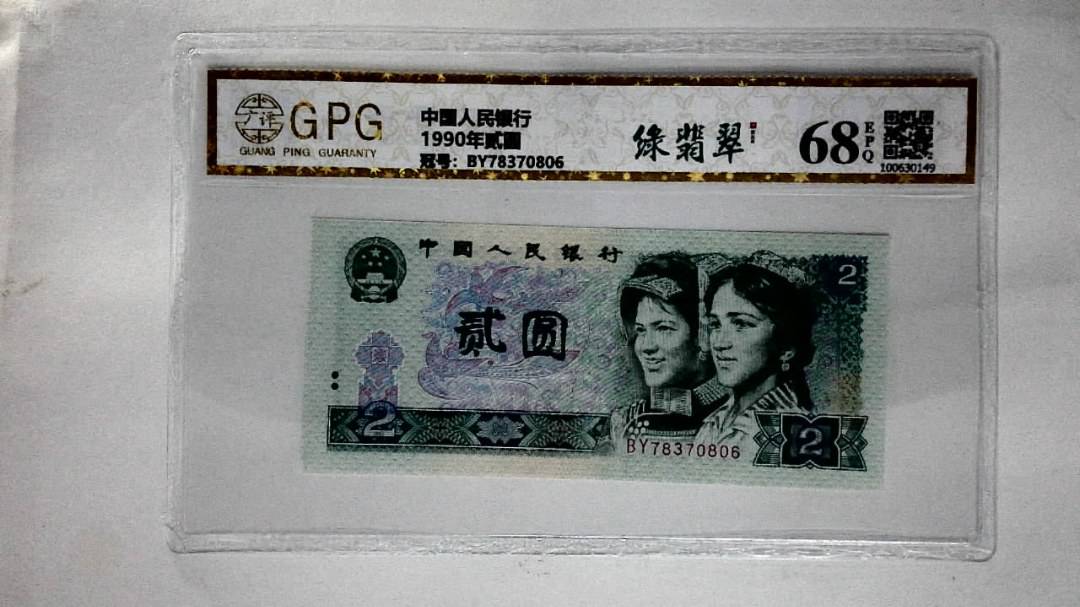 广评
GPG
GUANG PING GUARANTY
中国人民银行
1990年贰圆
冠号：BY78370806
绿翡翠
68
EPQ
100630149
中国人民银行
2
贰圆
2
BY78370806
2